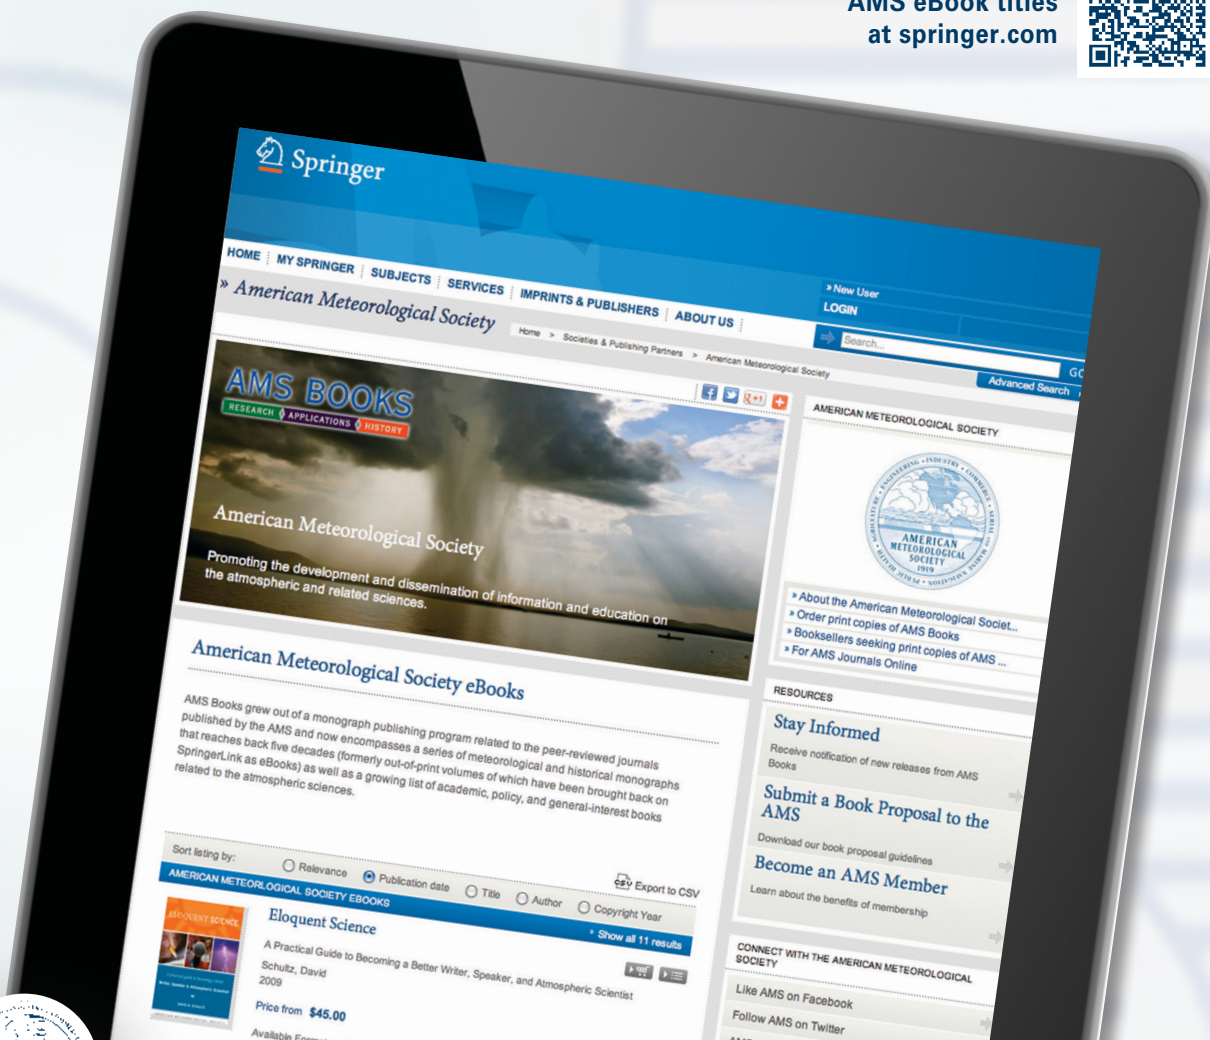 AMS eBook titles
at springer.com
Springer
HOME
MY SPRINGER
SUBJECTS
SERVICES
IMPRINTS & PUBLISHERS
ABOUT US
» New User
LOGIN
Search...
GO
Advanced Search
» American Meteorological Society
Home > Societies & Publishing Partners > American Meteorological Society
AMS BOOKS
RESEARCH APPLICATIONS HISTORY
American Meteorological Society
Promoting the development and dissemination of information and education on
the atmospheric and related sciences.
AMERICAN METEOROLOGICAL SOCIETY
AMERICAN
METEOROLOGICAL
SOCIETY
1919
» About the American Meteorological Societ...
» Order print copies of AMS Books
» Booksellers seeking print copies of AMS ...
» For AMS Journals Online
American Meteorological Society eBooks
AMS Books grew out of a monograph publishing program related to the peer-reviewed journals
published by the AMS and now encompasses a series of meteorological and historical monographs
that reaches back five decades (formerly out-of-print volumes of which have been brought back on
SpringerLink as eBooks) as well as a growing list of academic, policy, and general-interest books
related to the atmospheric sciences.
RESOURCES
Stay Informed
Receive notification of new releases from AMS
Books
Submit a Book Proposal to the
AMS
Download our book proposal guidelines
Become an AMS Member
Learn about the benefits of membership
Sort listing by:
Relevance
Publication date
Title
Author
Copyright Year
Export to CSV
AMERICAN METEORLOGICAL SOCIETY EBOOKS
» Show all 11 results
ELOQUENT SCIENCE
Eloquent Science
A Practical Guide to Becoming a Better Writer, Speaker, and Atmospheric Scientist
Schultz, David
2009
Price from $45.00
CONNECT WITH THE AMERICAN METEOROLOGICAL
SOCIETY
Like AMS on Facebook
Follow AMS on Twitter